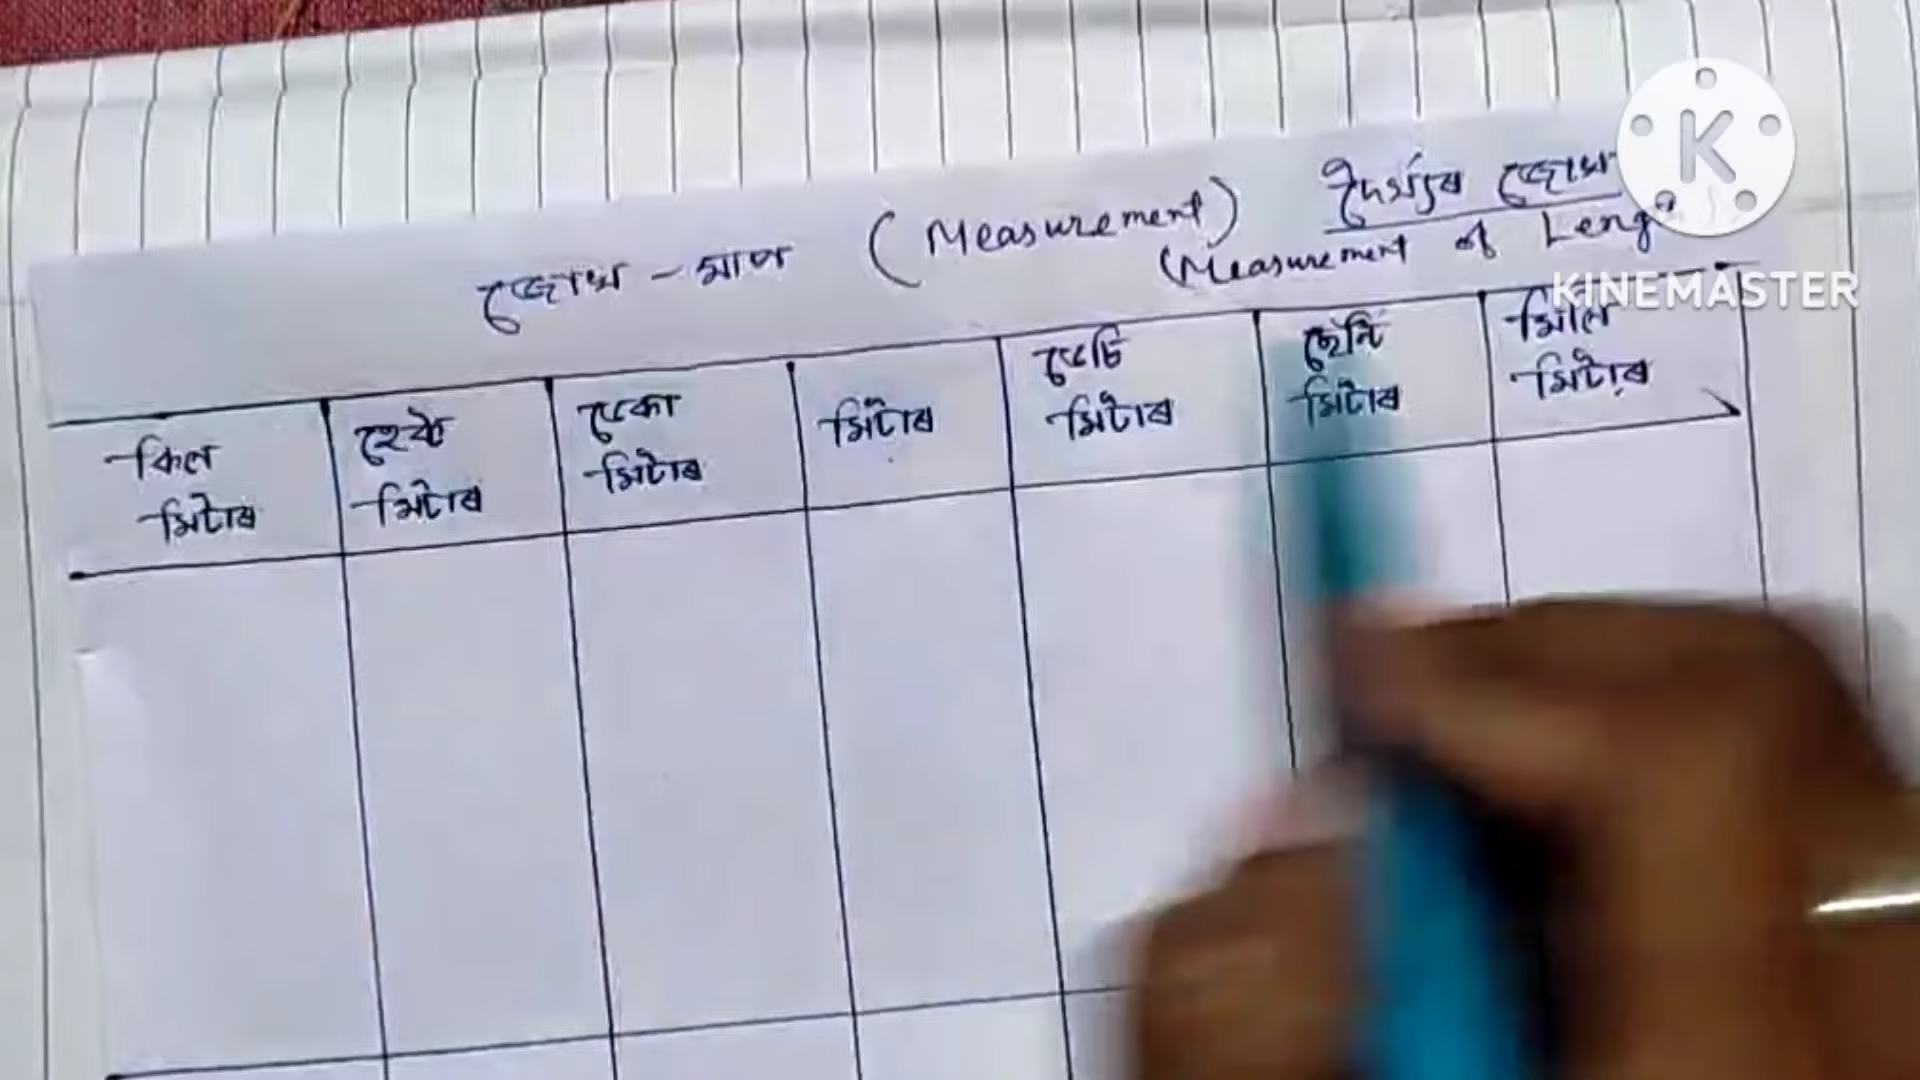 জোখ - মাপ (Measurement) দৈৰ্ঘ্যৰ জোখ
(Measurement of Leng
কিল মিটাৰ
হেক্টো মিটাৰ
ডেকা মিটাৰ
মিটাৰ
ডেচি মিটাৰ
ছেন্টি মিটাৰ
মিলি মিটাৰ
K
KINEMASTER